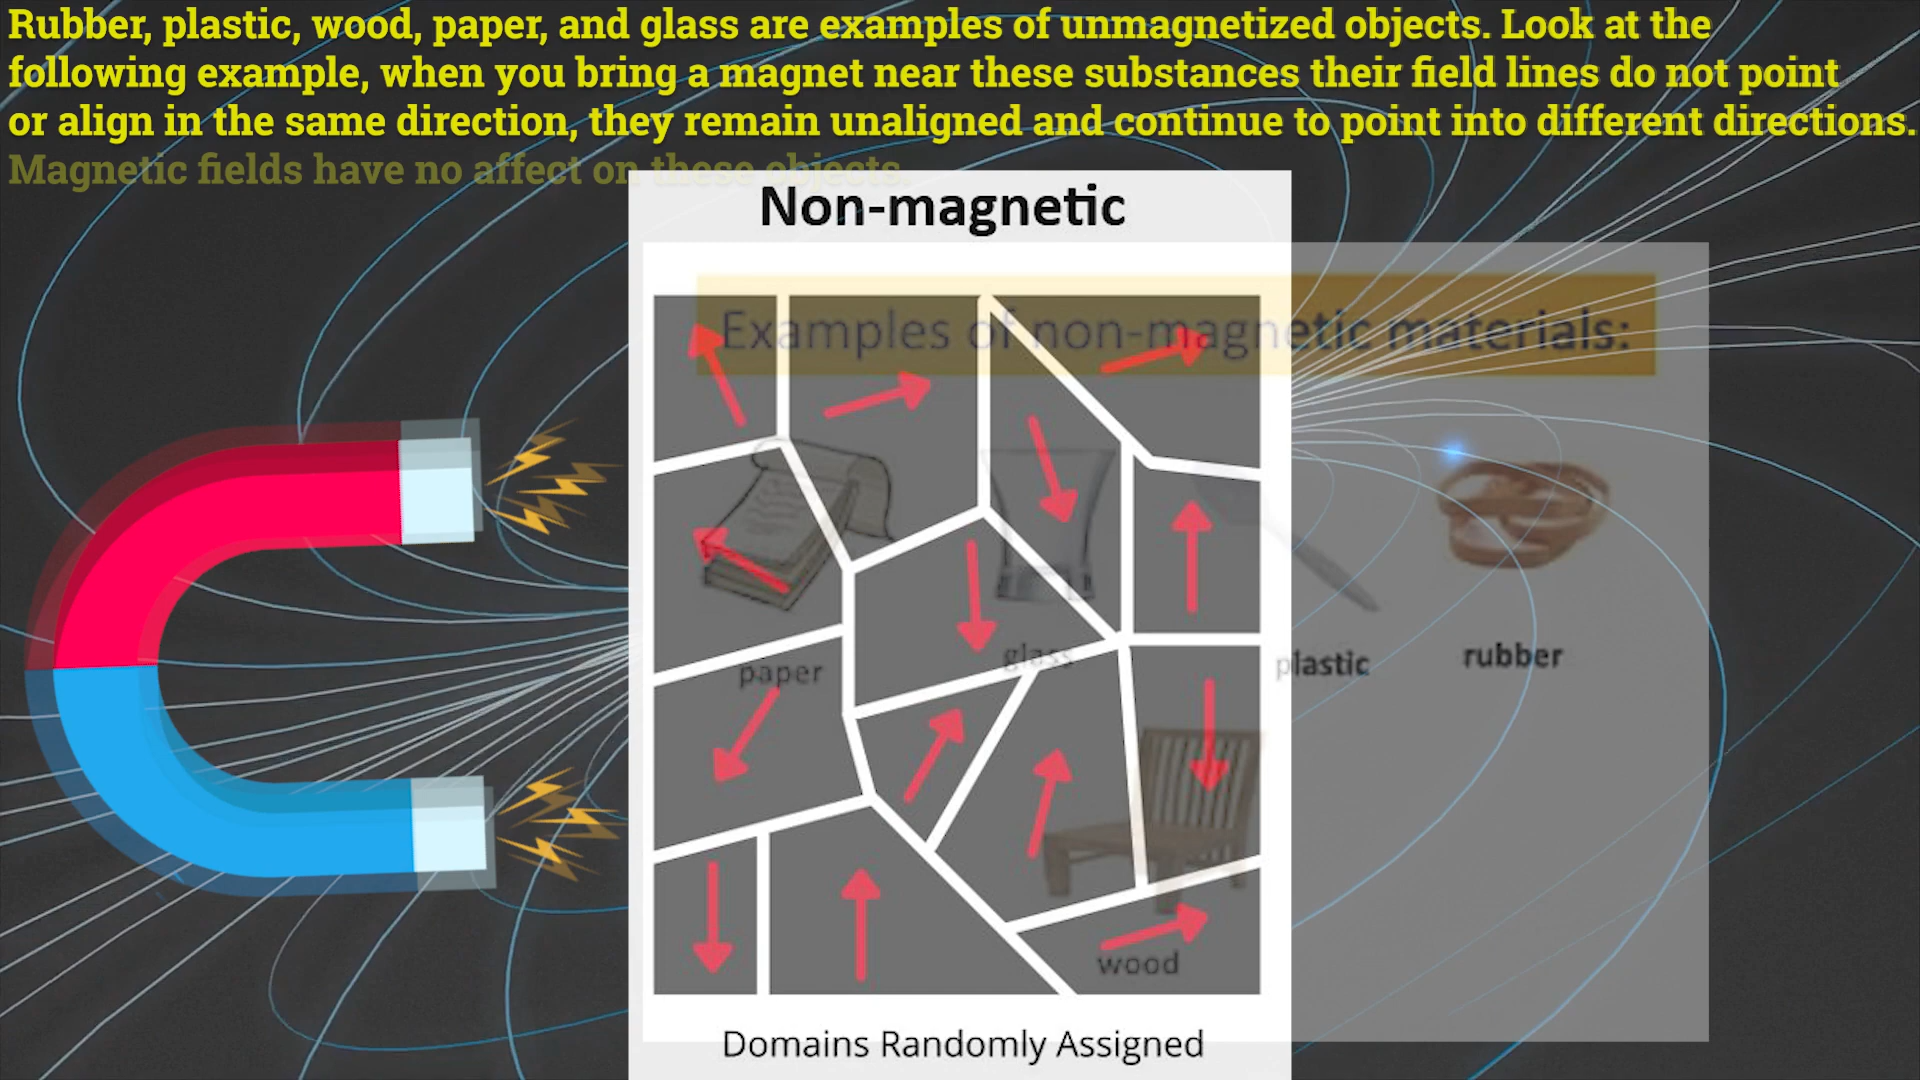 Rubber, plastic, wood, paper, and glass are examples of unmagnetized objects. Look at the
following example, when you bring a magnet near these substances their field lines do not point
or align in the same direction, they remain unaligned and continue to point into different directions.
Magnetic fields have no affect on these objects.
Non-magnetic
Examples of non-magnetic materials:
paper
glass
plastic
rubber
wood
Domains Randomly Assigned